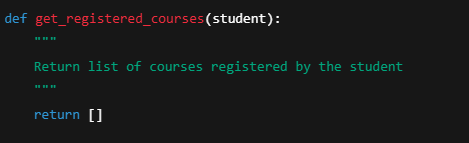 def get_registered_courses(student):
    """
    Return list of courses registered by the student
    """
    return []